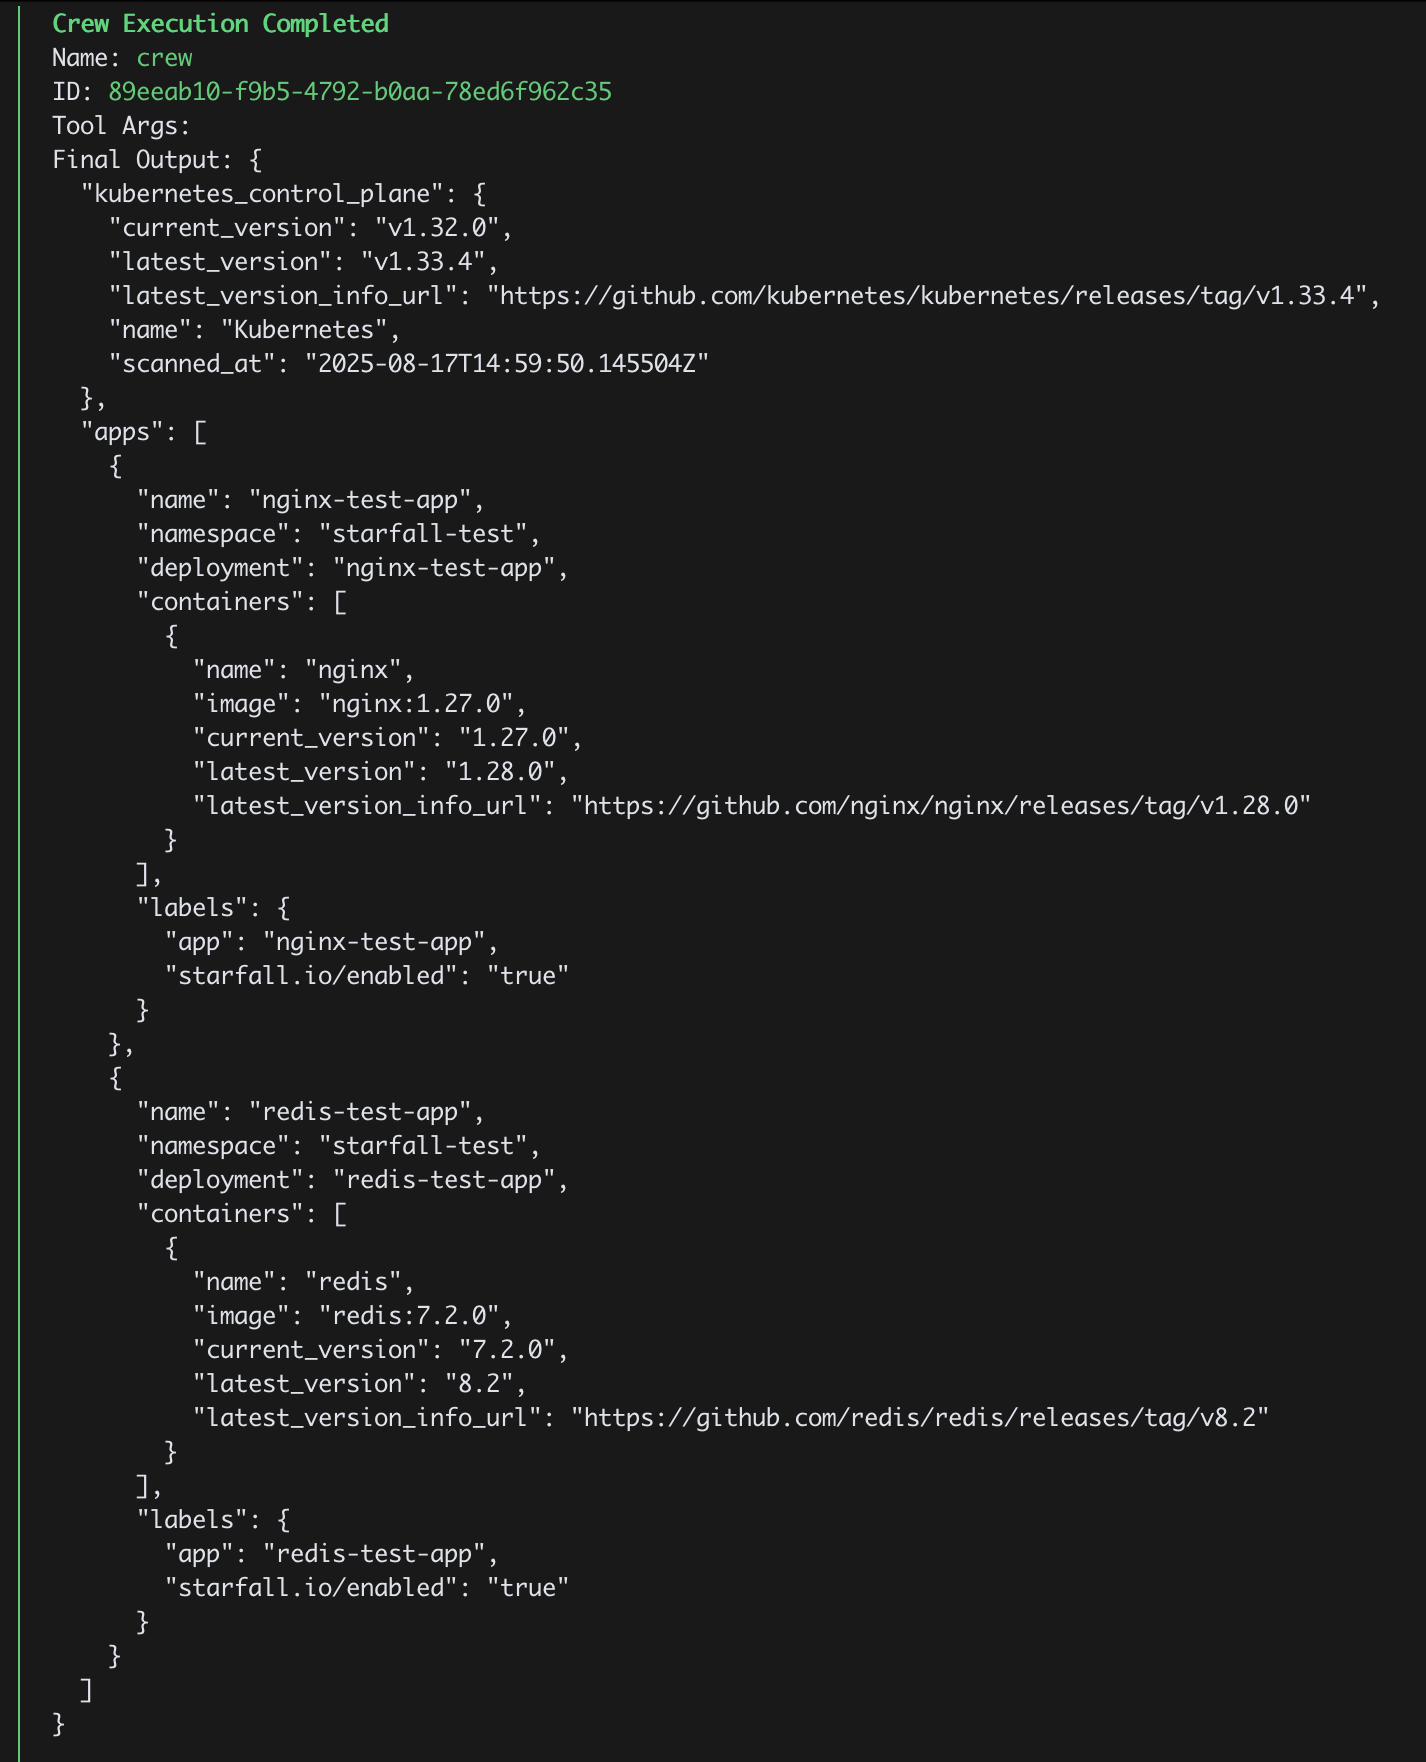 Crew Execution Completed
Name: crew
ID: 89eeab10-f9b5-4792-b0aa-78ed6f962c35
Tool Args:
Final Output: {
  "kubernetes_control_plane": {
    "current_version": "v1.32.0",
    "latest_version": "v1.33.4",
    "latest_version_info_url": "https://github.com/kubernetes/kubernetes/releases/tag/v1.33.4",
    "name": "Kubernetes",
    "scanned_at": "2025-08-17T14:59:50.145504Z"
  },
  "apps": [
    {
      "name": "nginx-test-app",
      "namespace": "starfall-test",
      "deployment": "nginx-test-app",
      "containers": [
        {
          "name": "nginx",
          "image": "nginx:1.27.0",
          "current_version": "1.27.0",
          "latest_version": "1.28.0",
          "latest_version_info_url": "https://github.com/nginx/nginx/releases/tag/v1.28.0"
        }
      ],
      "labels": {
        "app": "nginx-test-app",
        "starfall.io/enabled": "true"
      }
    },
    {
      "name": "redis-test-app",
      "namespace": "starfall-test",
      "deployment": "redis-test-app",
      "containers": [
        {
          "name": "redis",
          "image": "redis:7.2.0",
          "current_version": "7.2.0",
          "latest_version": "8.2",
          "latest_version_info_url": "https://github.com/redis/redis/releases/tag/v8.2"
        }
      ],
      "labels": {
        "app": "redis-test-app",
        "starfall.io/enabled": "true"
      }
    }
  ]
}